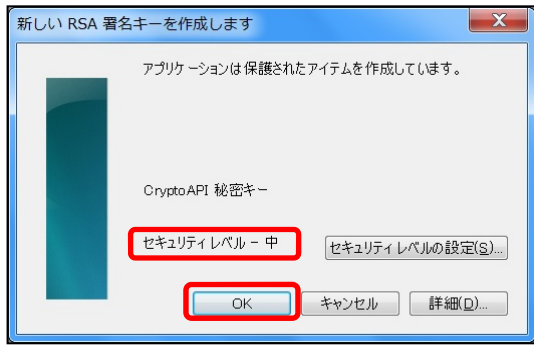 新しい RSA 署名キーを作成します
アプリケーションは保護されたアイテムを作成しています。
CryptoAPI 秘密キー
セキュリティ レベル - 中
セキュリティ レベルの設定(S)...
OK
キャンセル
詳細(D)...